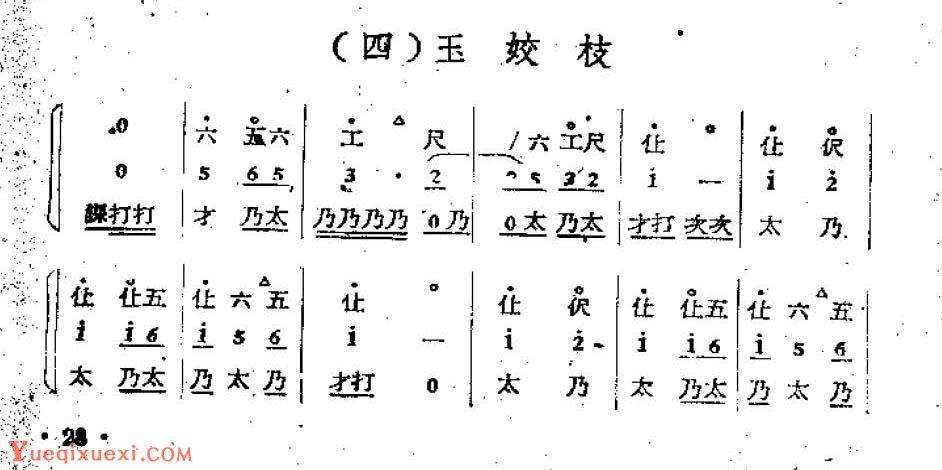 （四）玉 姣 枝
0 六 五六 工 尺 / 六 工尺 仩 仩 伬
0 5 6 5 3 · 2 2 5 3 2 i — i 2
課打打 才 乃太 乃乃乃乃 0 乃 0 太 乃太 才打 次次 太 乃
仩 仩五 仩 六 五 仩 仩 伬 仩 仩五 仩 六 五
i i 6 i 5 6 i — i 2 i i 6 i 5 6
太 乃太 乃 太 乃 才打 0 太 乃 太 乃太 乃 太 乃
· 28 ·
Yueqixuexi.com